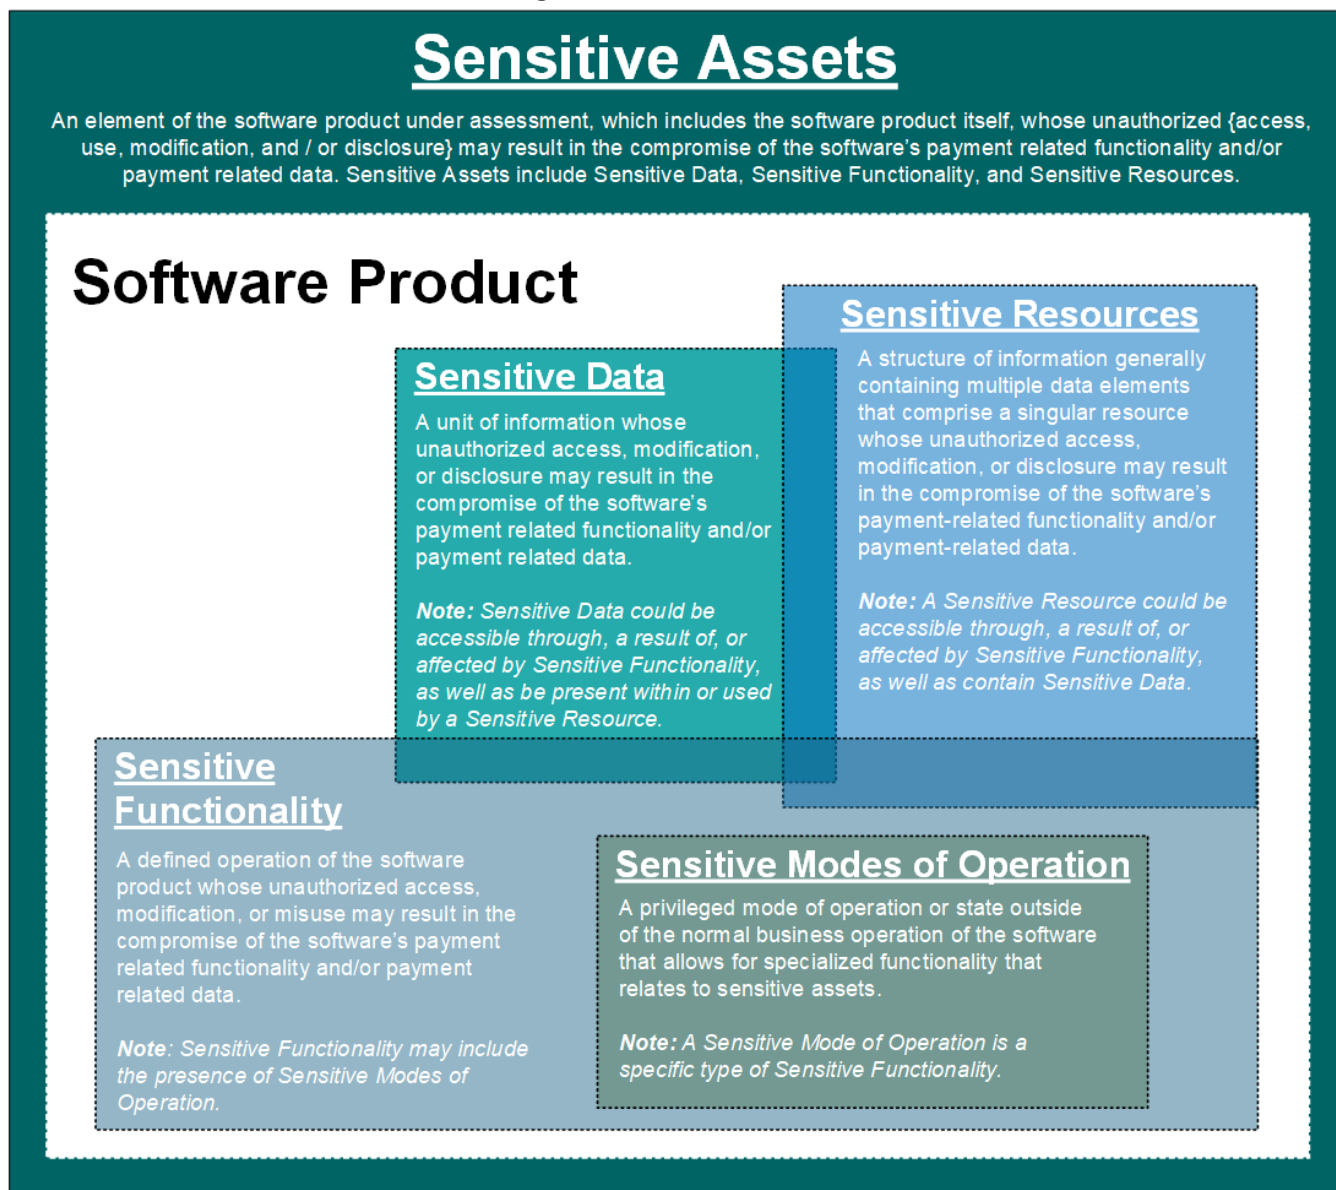 Sensitive Assets
An element of the software product under assessment, which includes the software product itself, whose unauthorized {access,
use, modification, and / or disclosure} may result in the compromise of the software's payment related functionality and/or
payment related data. Sensitive Assets include Sensitive Data, Sensitive Functionality, and Sensitive Resources.
Software Product
Sensitive Resources
A structure of information generally
containing multiple data elements
that comprise a singular resource
whose unauthorized access,
modification, or disclosure may result
in the compromise of the software's
payment-related functionality and/or
payment-related data.
Note: A Sensitive Resource could be
accessible through, a result of, or
affected by Sensitive Functionality,
as well as contain Sensitive Data.
Sensitive Data
A unit of information whose
unauthorized access, modification,
or disclosure may result in the
compromise of the software's
payment related functionality and/or
payment related data.
Note: Sensitive Data could be
accessible through, a result of, or
affected by Sensitive Functionality,
as well as be present within or used
by a Sensitive Resource.
Sensitive
Functionality
A defined operation of the software
product whose unauthorized access,
modification, or misuse may result in the
compromise of the software's payment
related functionality and/or payment
related data.
Note: Sensitive Functionality may include
the presence of Sensitive Modes of
Operation.
Sensitive Modes of Operation
A privileged mode of operation or state outside
of the normal business operation of the software
that allows for specialized functionality that
relates to sensitive assets.
Note: A Sensitive Mode of Operation is a
specific type of Sensitive Functionality.